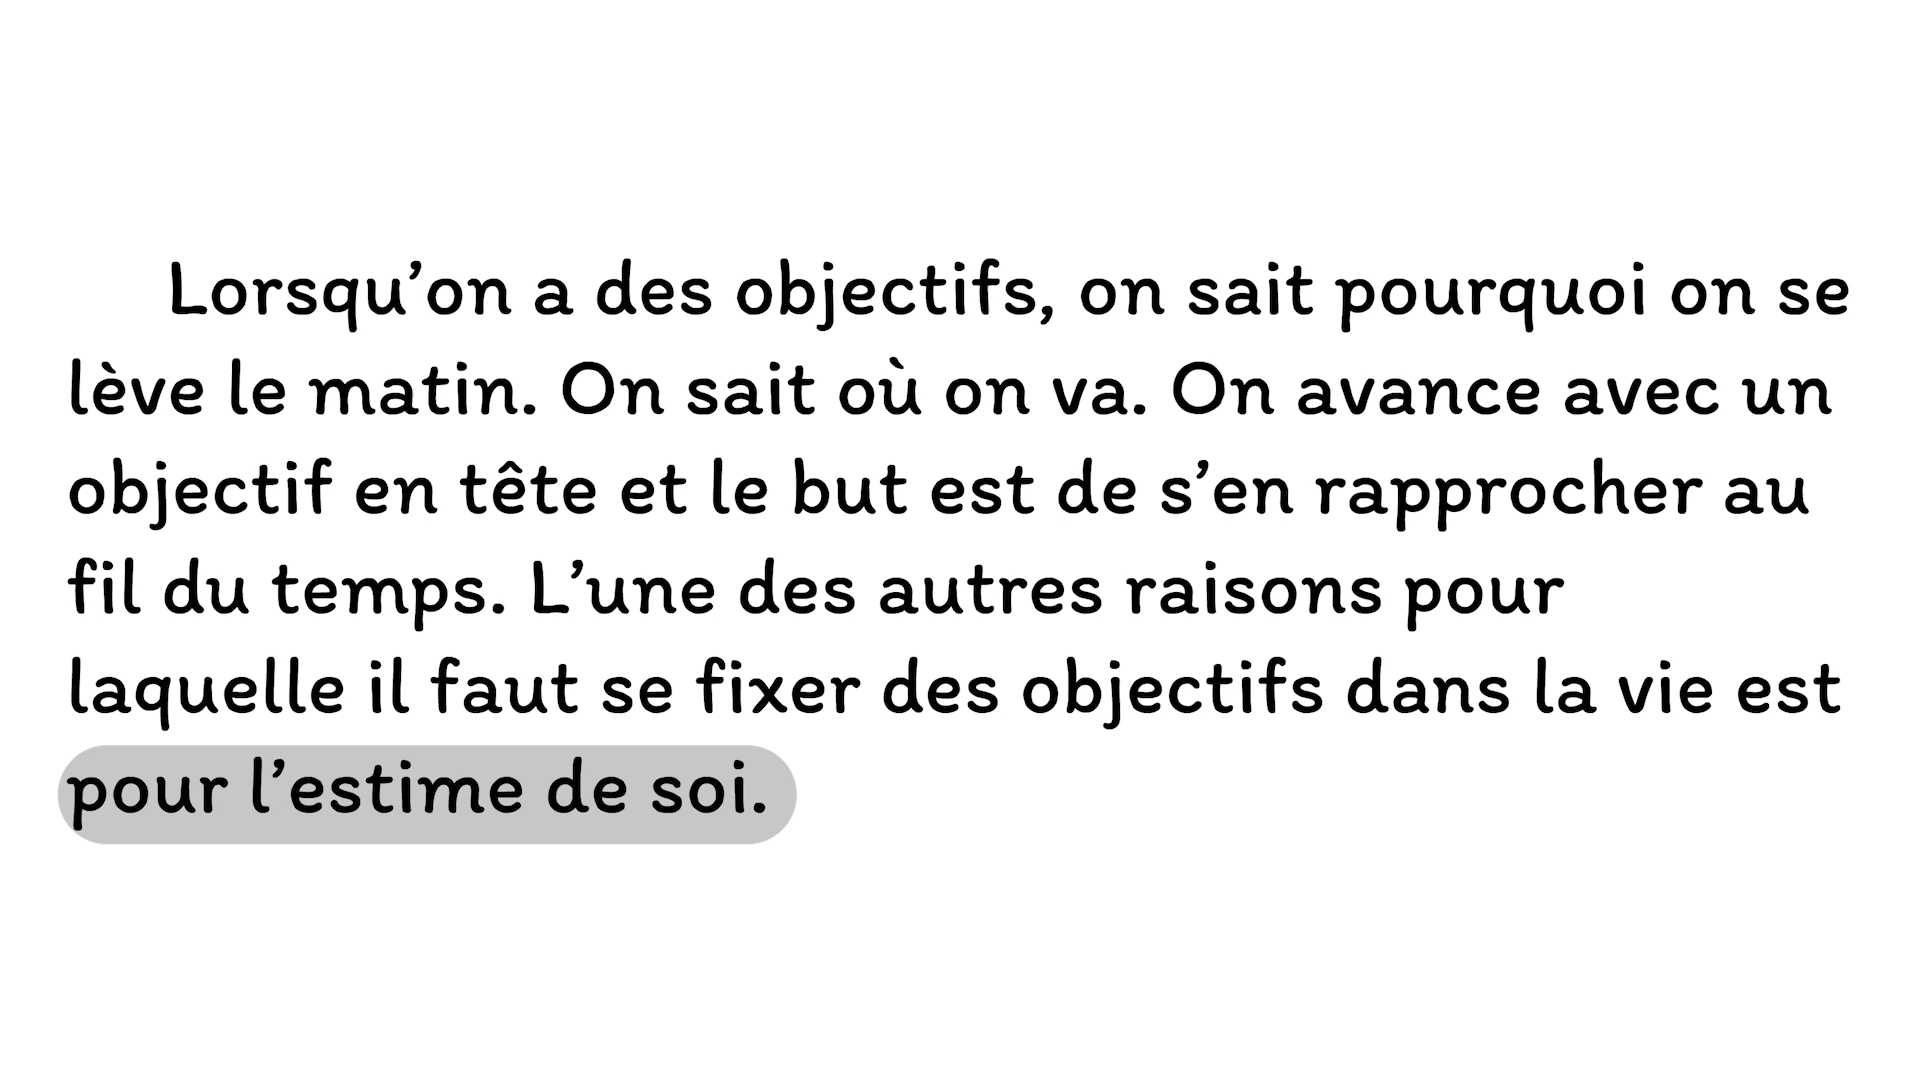 Lorsqu’on a des objectifs, on sait pourquoi on se
lève le matin. On sait où on va. On avance avec un
objectif en tête et le but est de s’en rapprocher au
fil du temps. L’une des autres raisons pour
laquelle il faut se fixer des objectifs dans la vie est
pour l’estime de soi.